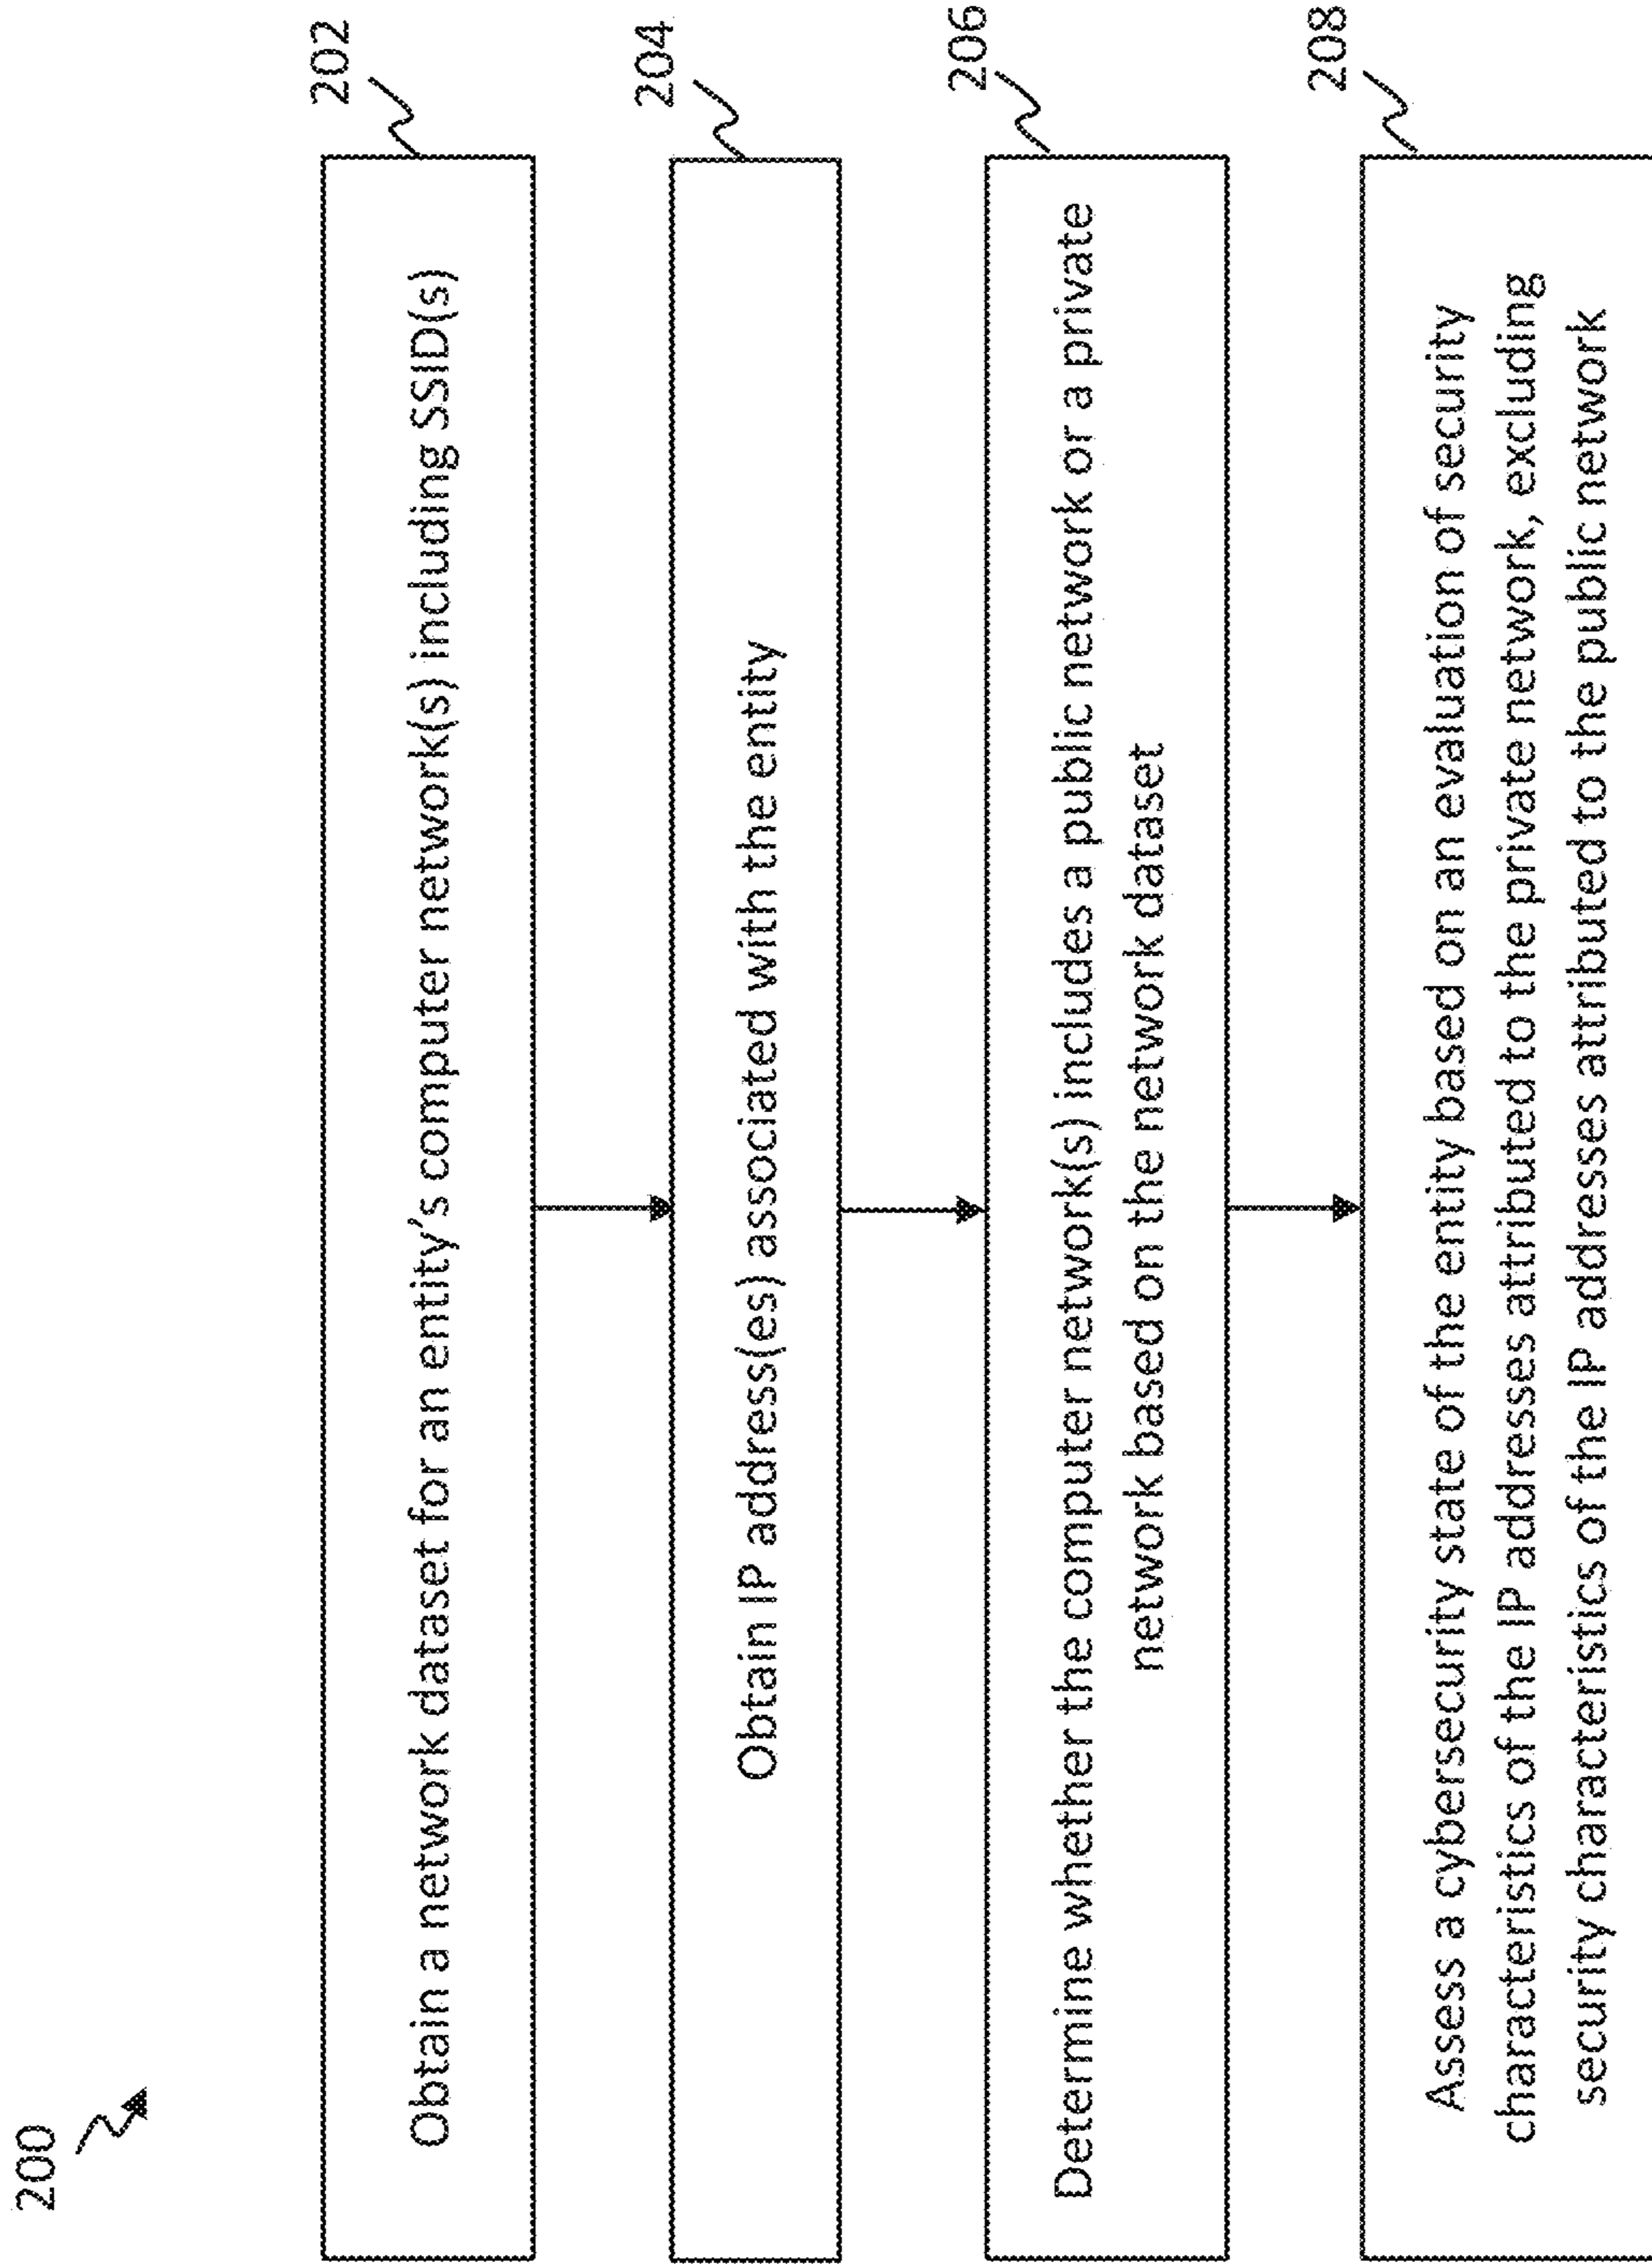 200
202
Obtain a network dataset for an entity's computer network(s) including SSID(s)
204
Obtain IP address(es) associated with the entity
206
Determine whether the computer network(s) includes a public network or a private
network based on the network dataset
208
Assess a cybersecurity state of the entity based on an evaluation of security
characteristics of the IP addresses attributed to the private network, excluding
security characteristics of the IP addresses attributed to the public network